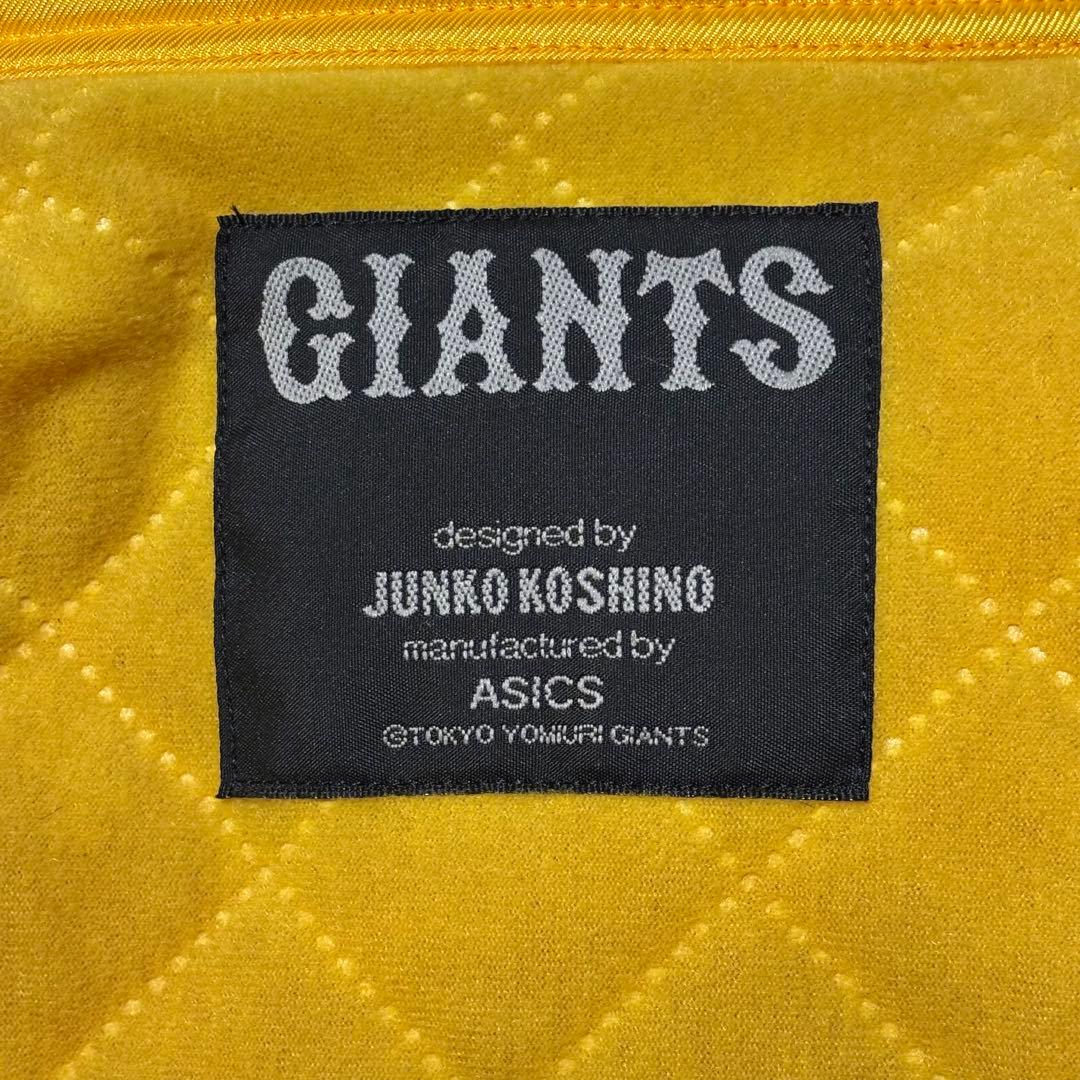 GIANTS
designed by
JUNKO KOSHINO
manufactured by
ASICS
©TOKYO YOMIURI GIANTS